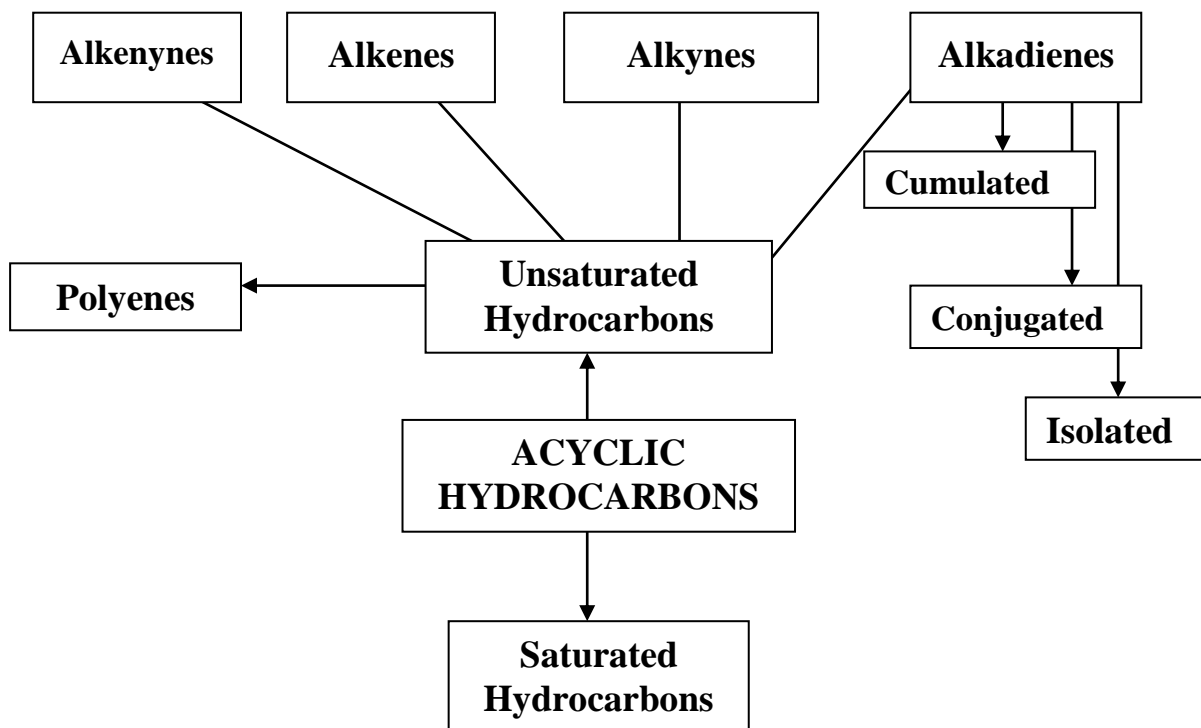 Alkenynes
Alkenes
Alkynes
Alkadienes
Cumulated
Unsaturated
Hydrocarbons
Polyenes
Conjugated
Isolated
ACYCLIC
HYDROCARBONS
Saturated
Hydrocarbons